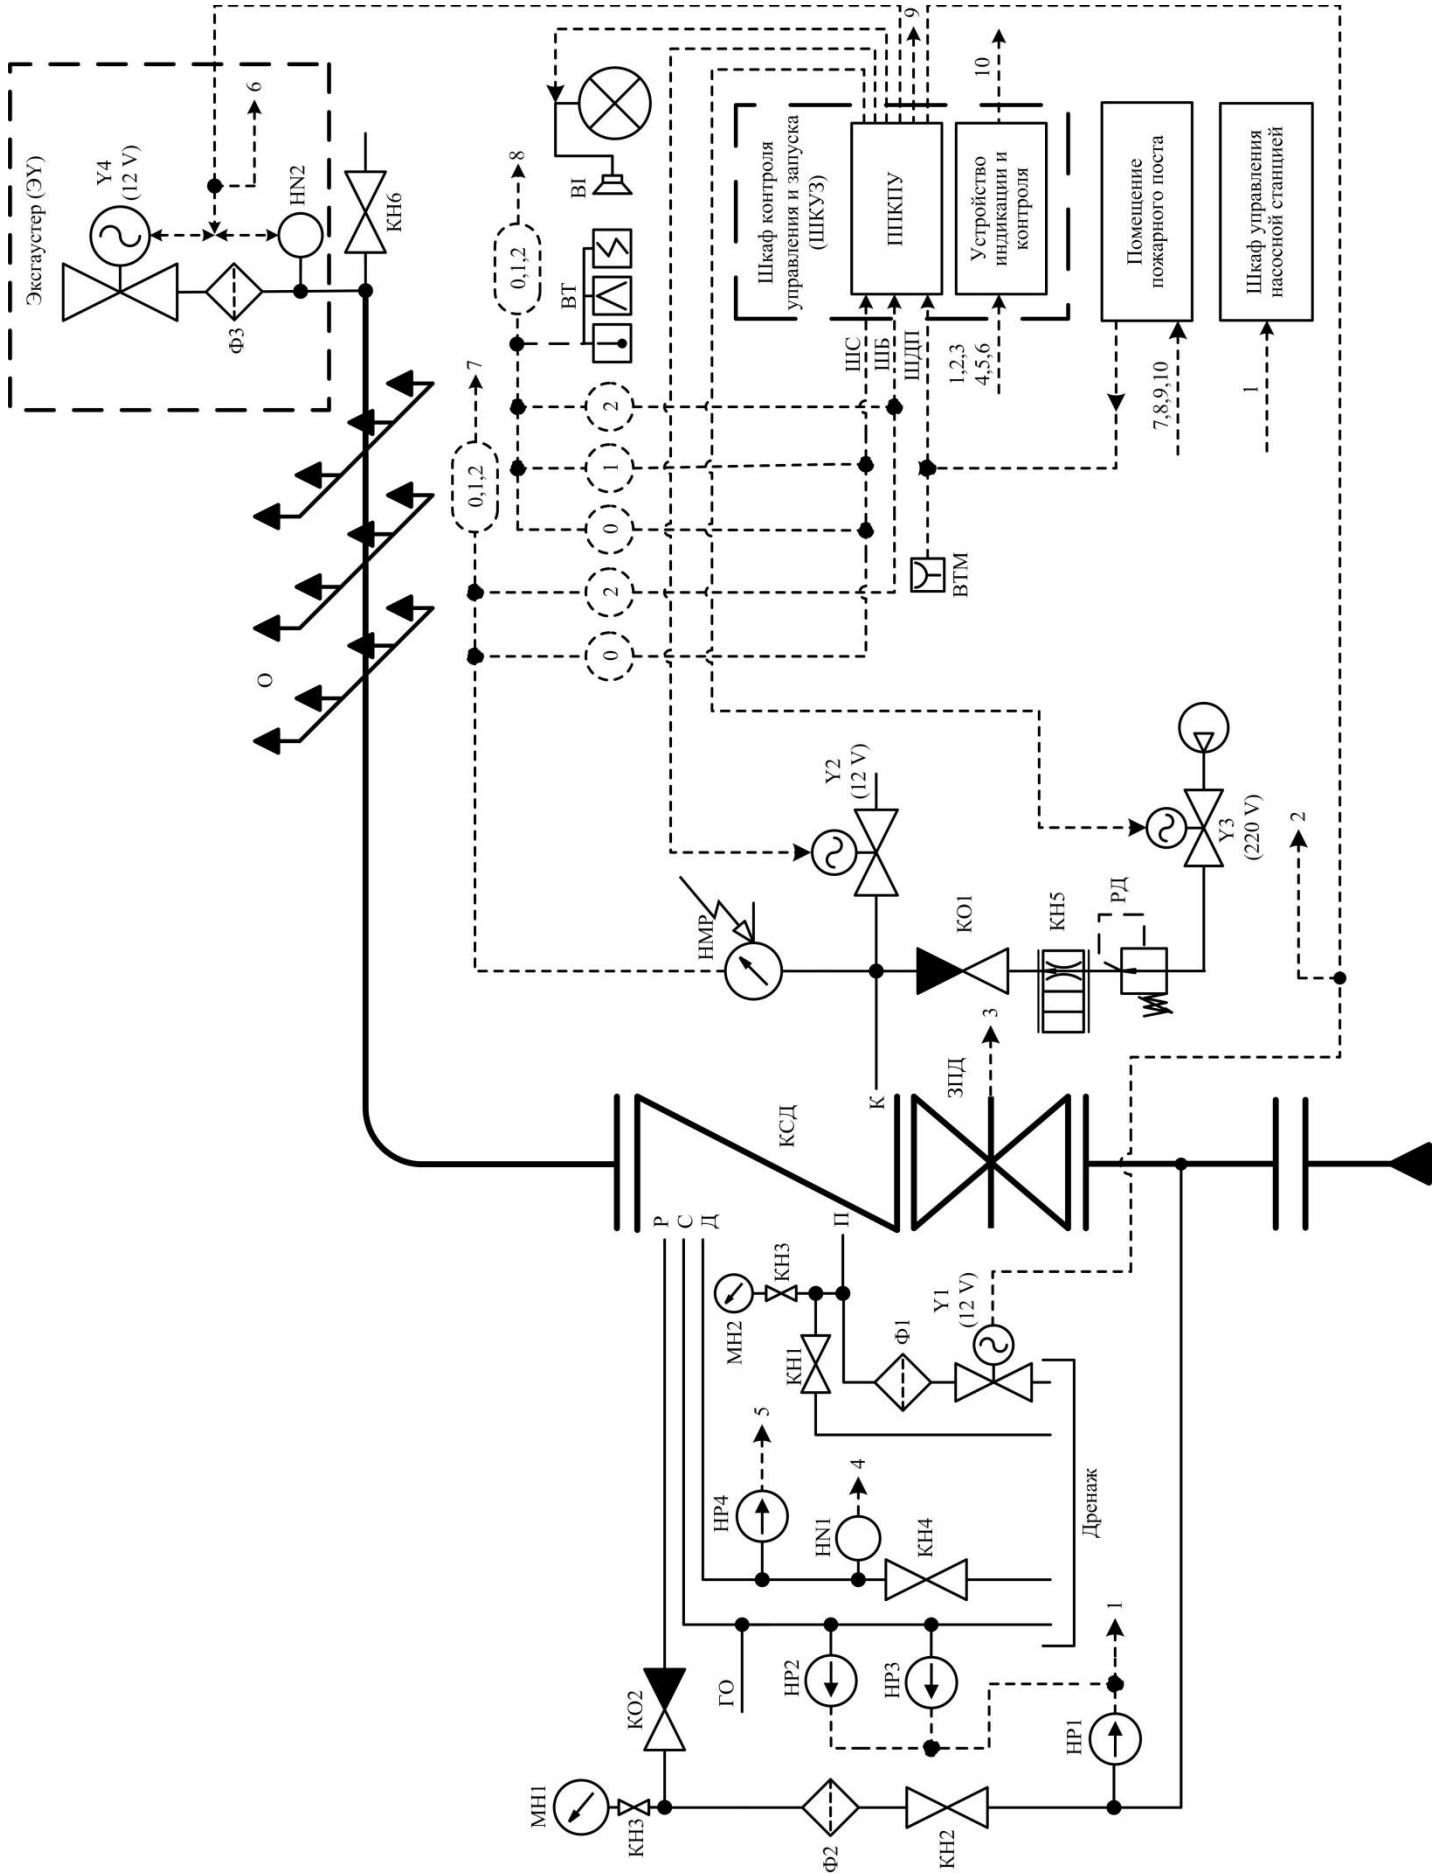 Эксгаустер (ЭУ)
Y4
(12 V)
HN2
Ф3
КН6
6
9
10
8
7
0,1,2
0,1,2
ВТ
BI
Шкаф контроля
управления и запуска
(ШКУЗ)
ППКПУ
Устройство
индикации и
контроля
Помещение
пожарного поста
Шкаф управления
насосной станцией
ШС
ШБ
ШДП
1,2,3
4,5,6
7,8,9,10
1
2
1
0
2
0
ВТМ
О
Y2
(12 V)
НМР
КО1
КН5
РД
Y3
(220 V)
2
3
ЗПД
К
КСД
Р
С
Д
П
МН2
КН3
КН1
Ф1
Y1
(12 V)
5
НР4
4
HN1
КН4
Дренаж
КО2
ГО
НР2
НР3
1
НР1
МН1
КН3
Ф2
КН2